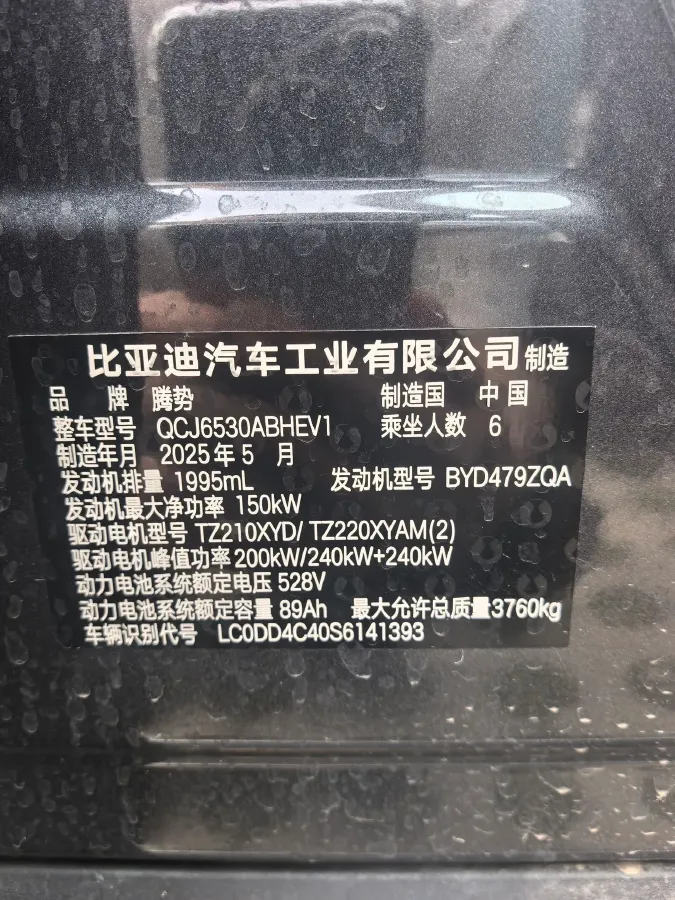 比亚迪汽车工业有限公司制造
品 牌 腾势 制造国 中国
整车型号 QCJ6530ABHEV1 乘坐人数 6
制造年月 2025年5 月
发动机排量 1995mL 发动机型号 BYD479ZQA
发动机最大净功率 150kW
驱动电机型号 TZ210XYD/ TZ220XYAM(2)
驱动电机峰值功率 200kW/240kW+240kW
动力电池系统额定电压 528V
动力电池系统额定容量 89Ah 最大允许总质量3760kg
车辆识别代号 LC0DD4C40S6141393